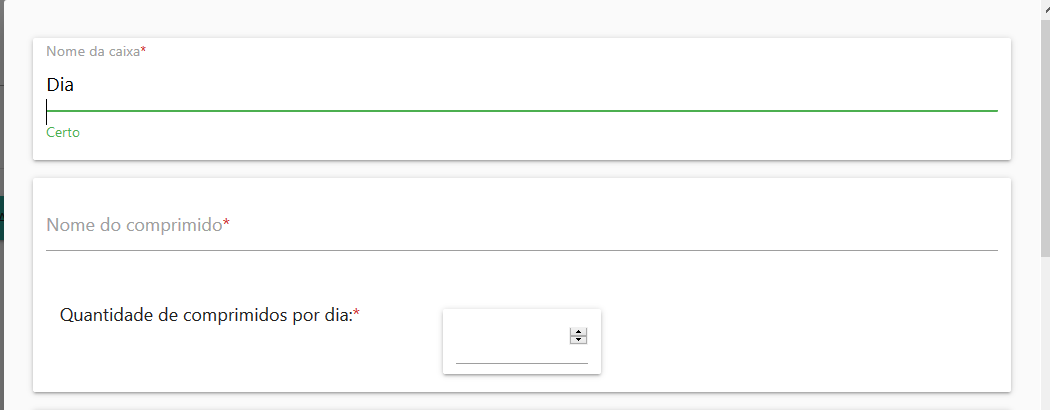 Nome da caixa*
Dia
Certo
Nome do comprimido*
Quantidade de comprimidos por dia:*